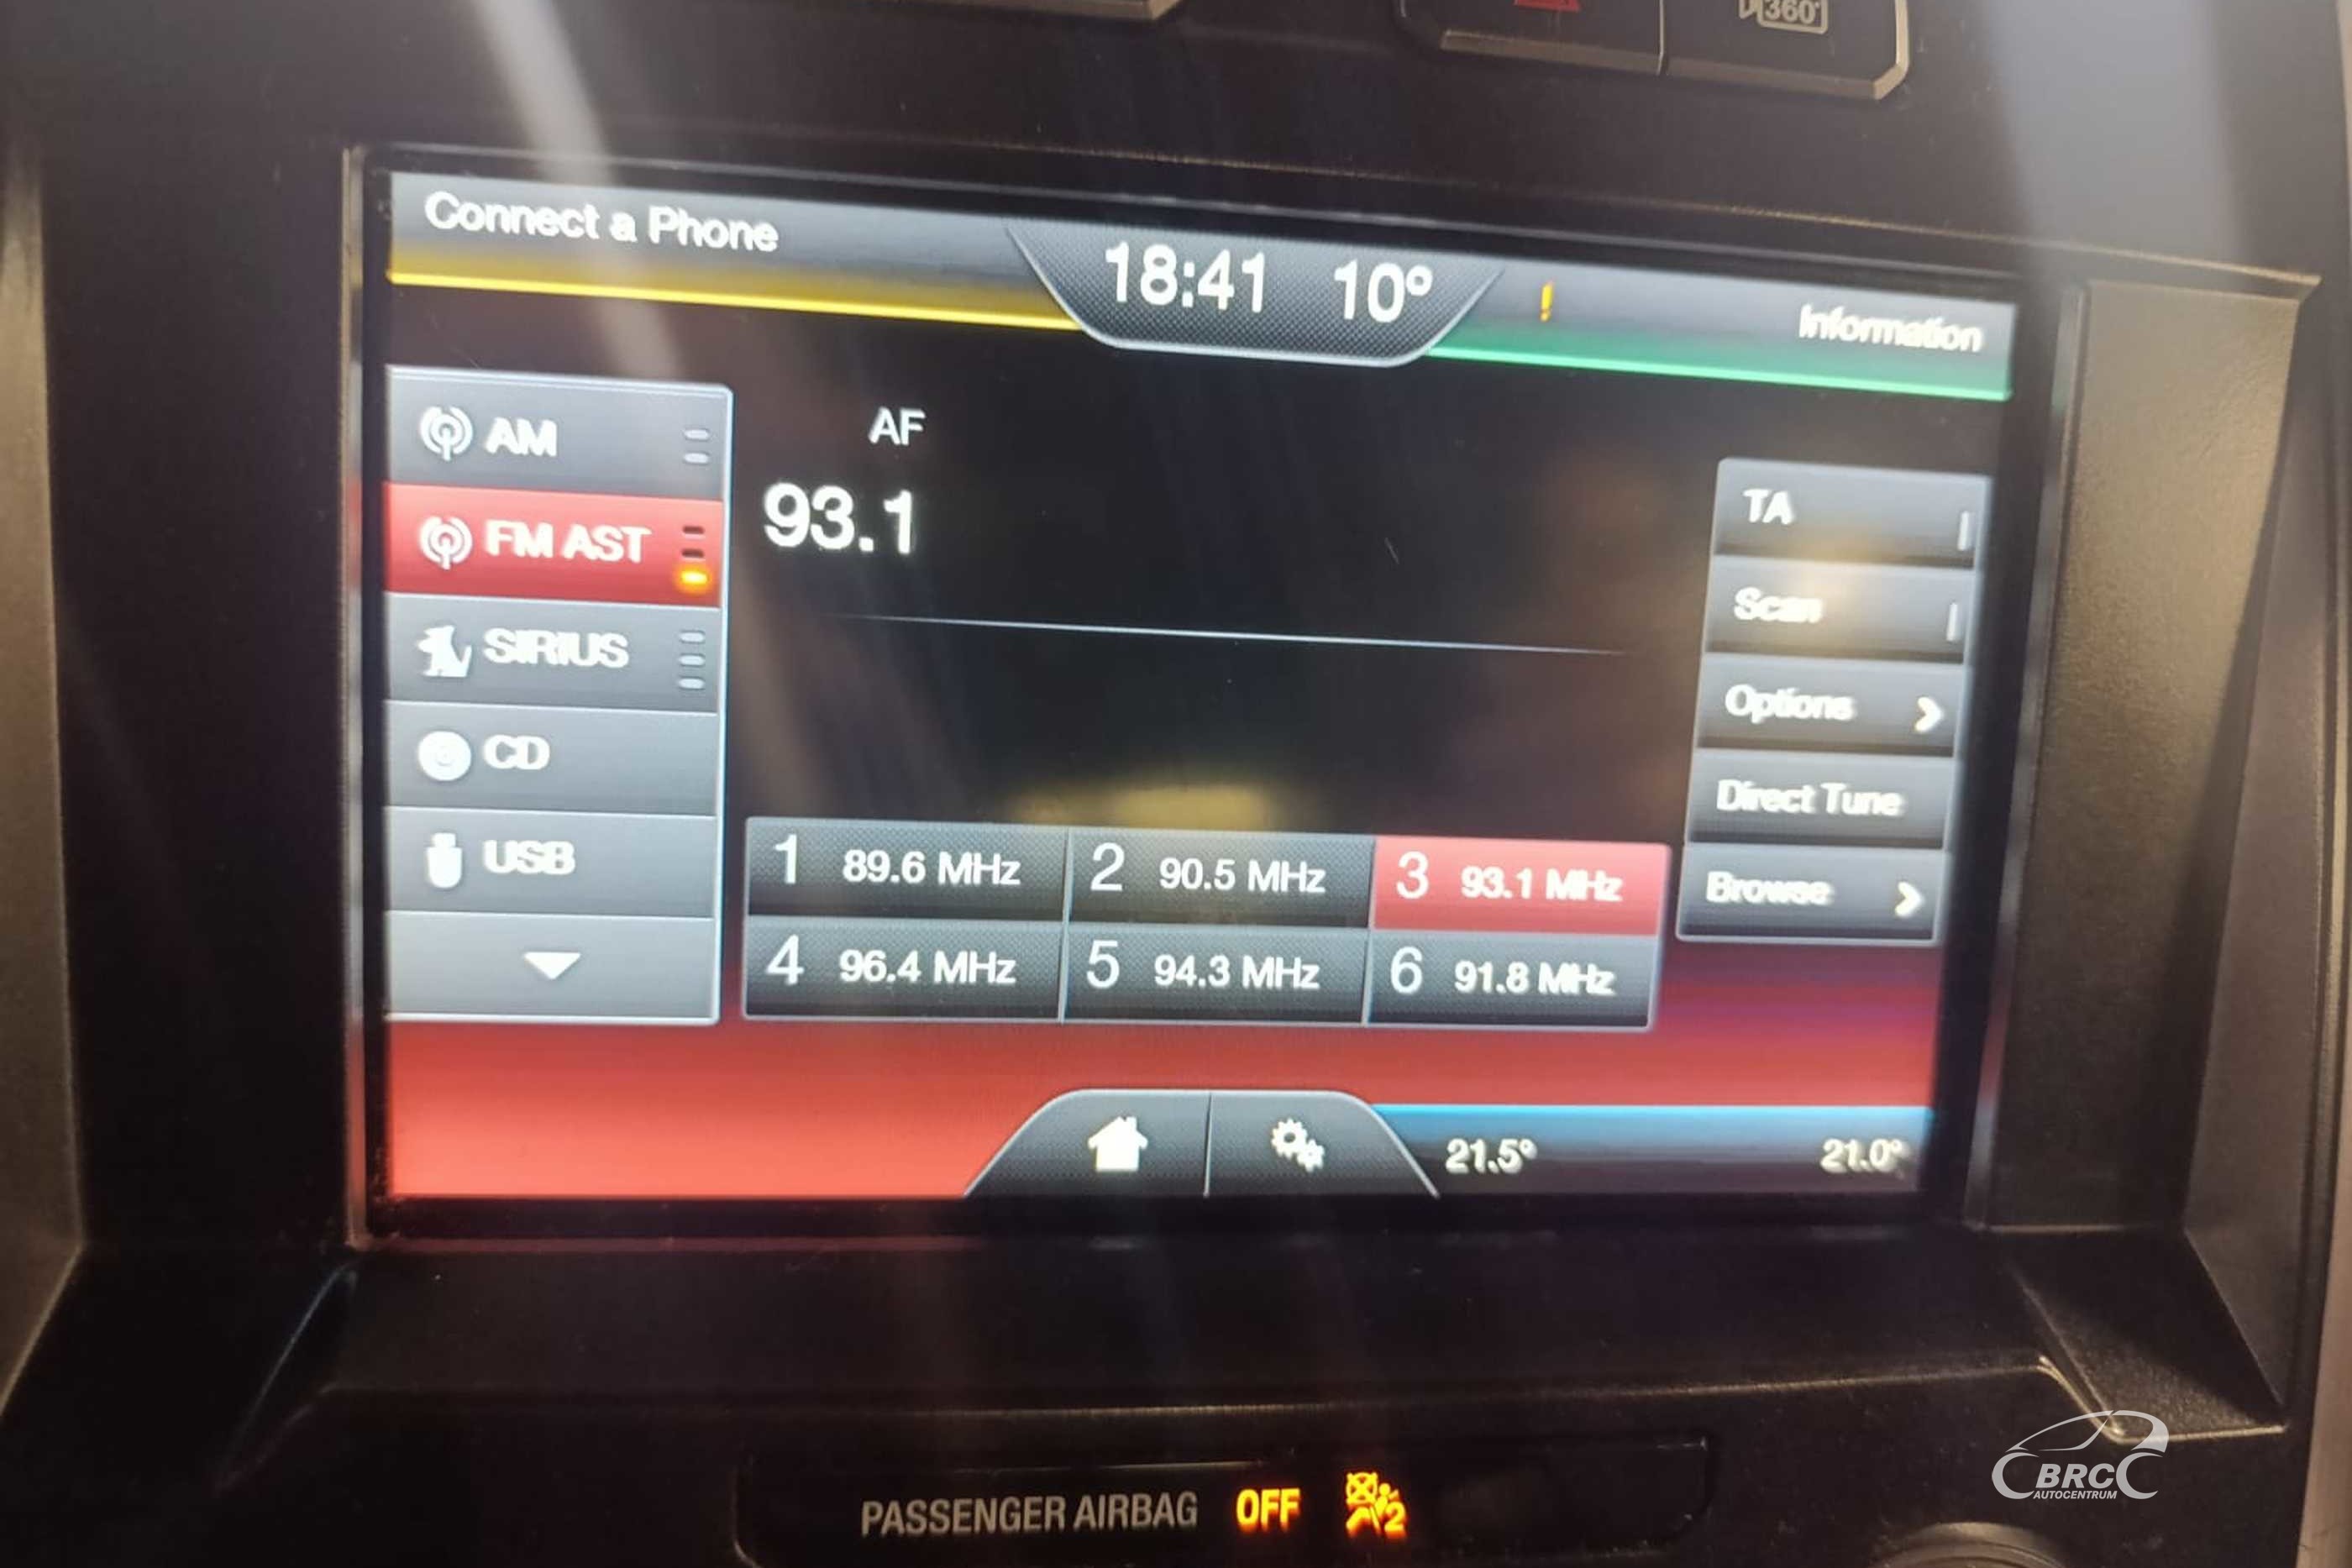 360°
Connect a Phone
18:41 10°
!
Information
AM
AF
FM AST
93.1
SIRIUS
CD
USB
TA
Scan
Options
Direct Tune
Browse
1 89.6 MHz
2 90.5 MHz
3 93.1 MHz
4 96.4 MHz
5 94.3 MHz
6 91.8 MHz
21.5°
21.0°
PASSENGER AIRBAG OFF 2
BRC
AUTOCENTRUM